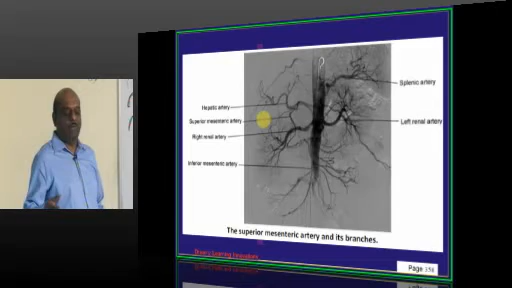 Hepatic artery
Splenic artery
Superior mesenteric artery
Left renal artery
Right renal artery
Inferior mesenteric artery
The superior mesenteric artery and its branches.
Page 358